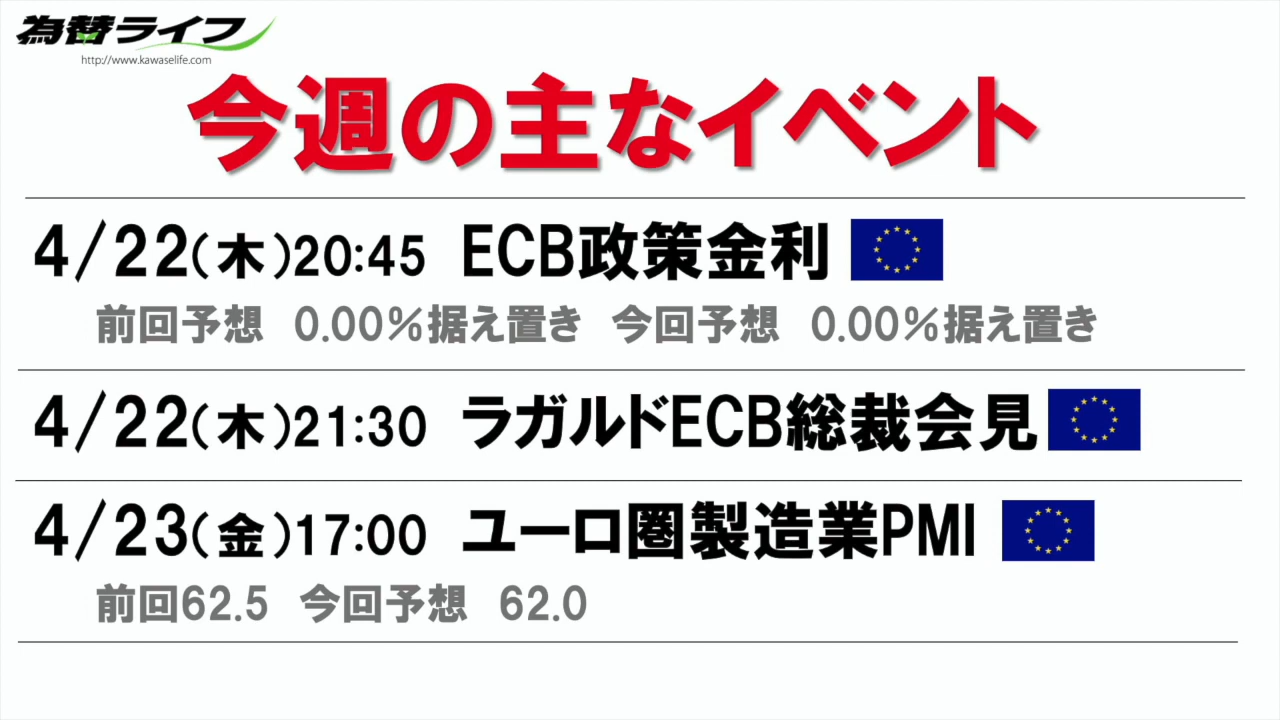 為替ライフ
http://www.kawaselife.com
今週の主なイベント
4/22(木)20:45 ECB政策金利
前回予想 0.00%据え置き 今回予想 0.00%据え置き
4/22(木)21:30 ラガルドECB総裁会見
4/23(金)17:00 ユーロ圏製造業PMI
前回62.5 今回予想 62.0